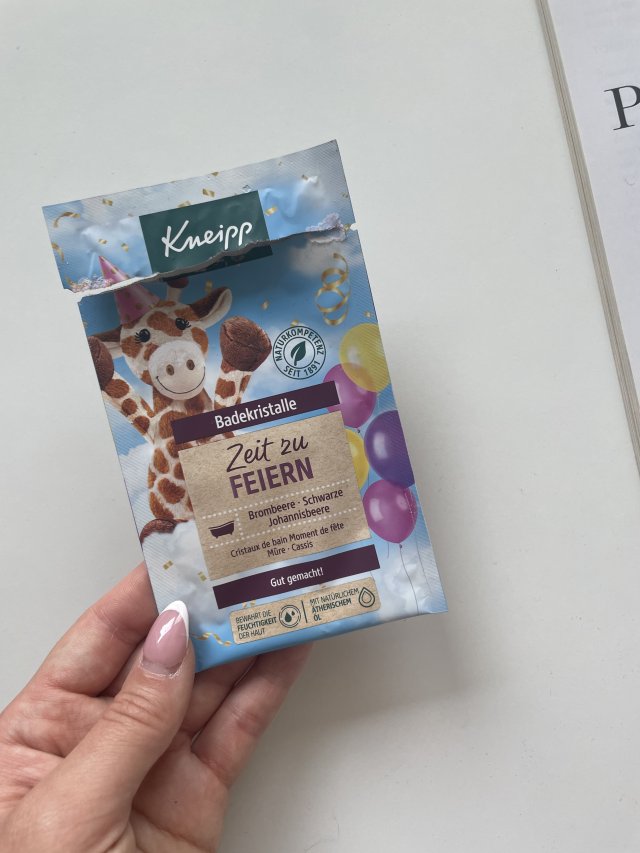 P
Kneipp
NATURKOMPETENZ
SEIT 1891
Badekristalle
Zeit zu
FEIERN
Brombeere · Schwarze
Johannisbeere
Cristaux de bain Moment de fête
Mûre · Cassis
Gut gemacht!
BEWAHRT DIE
FEUCHTIGKEIT
DER HAUT
MIT NATÜRLICHEM
ÄTHERISCHEM
ÖL